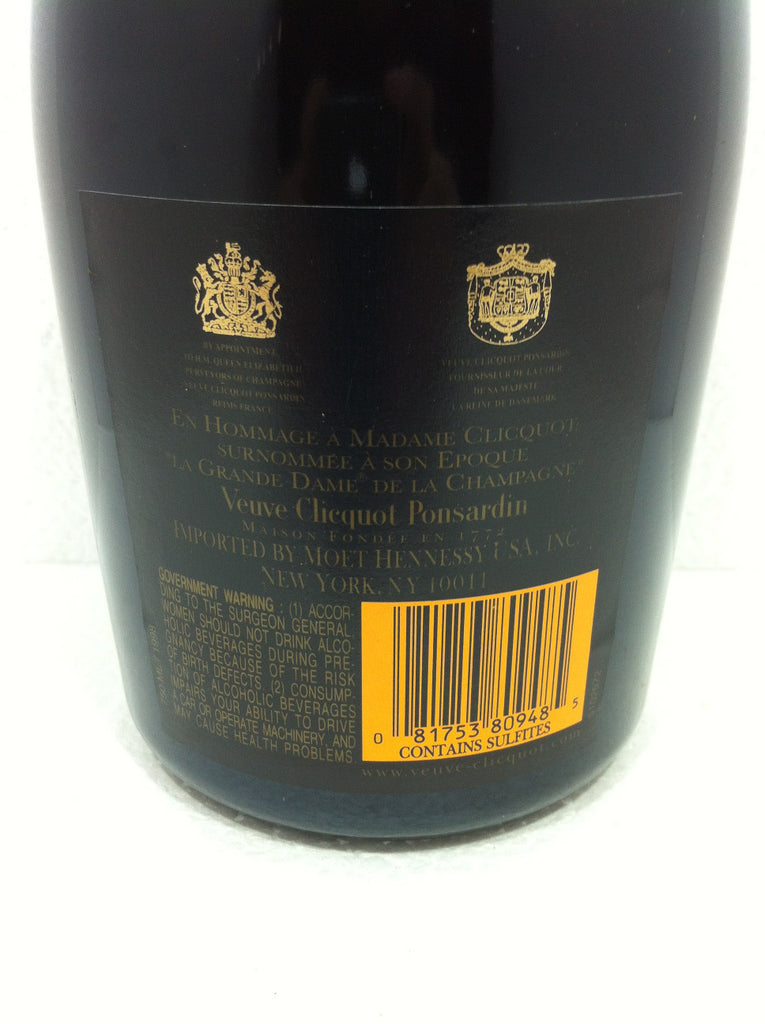 BY APPOINTMENT
TO H.M. QUEEN ELIZABETH II
PURVEYORS OF CHAMPAGNE
VEUVE CLICQUOT PONSARDIN
REIMS FRANCE
VEUVE CLICQUOT PONSARDIN
FOURNISSEUR DE LA COUR
DE SA MAJESTE
LA REINE DE DANEMARK
EN HOMMAGE A MADAME CLICQUOT
SURNOMMÉE À SON EPOQUE
"LA GRANDE DAME DE LA CHAMPAGNE"
Veuve Clicquot Ponsardin
MAISON FONDÉE EN 1772
IMPORTED BY MOET HENNESSY USA, INC.
NEW YORK, NY 10011
GOVERNMENT WARNING : (1) ACCOR-
DING TO THE SURGEON GENERAL,
WOMEN SHOULD NOT DRINK ALCO-
HOLIC BEVERAGES DURING PRE-
GNANCY BECAUSE OF THE RISK
OF BIRTH DEFECTS. (2) CONSUMP-
TION OF ALCOHOLIC BEVERAGES
IMPAIRS YOUR ABILITY TO DRIVE
A CAR OR OPERATE MACHINERY, AND
MAY CAUSE HEALTH PROBLEMS.
0 81753 80948 5
CONTAINS SULFITES
www.veuve-clicquot.com